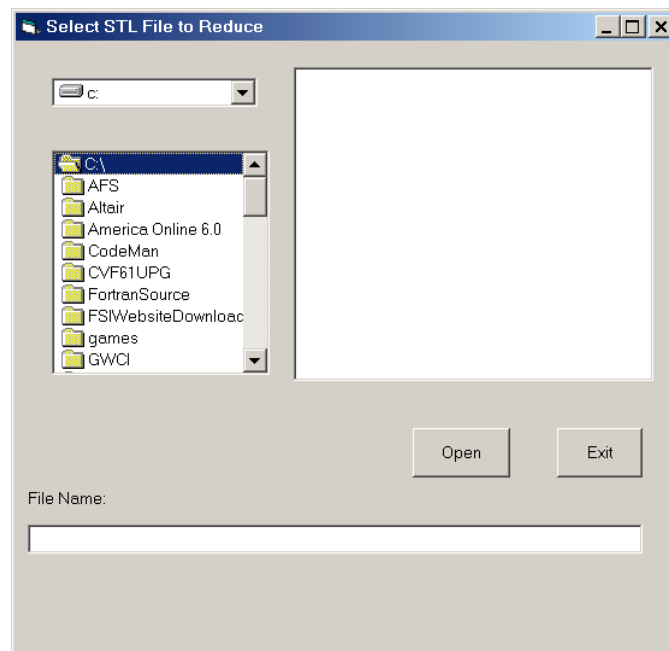 Select STL File to Reduce
c:
C:\
AFS
Altair
America Online 6.0
CodeMan
CVF61UPG
FortranSource
FSIWebsiteDownloac
games
GWCI
Open
Exit
File Name: